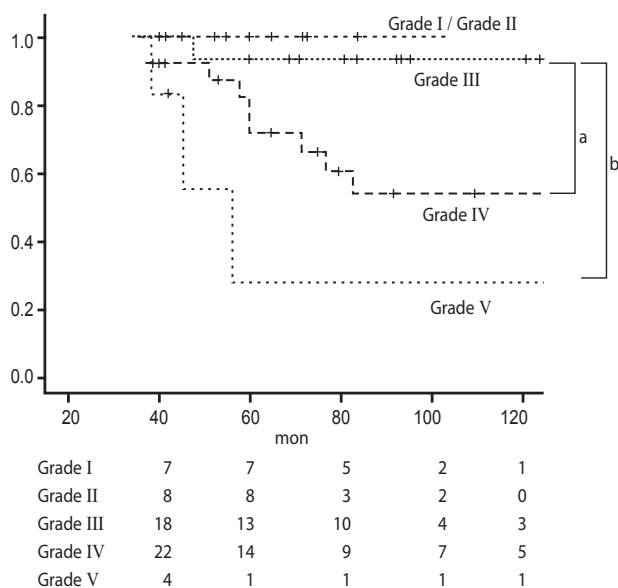 1.0
Grade I / Grade II
Grade III
a
0.8
b
0.6
Grade IV
0.4
0.2
Grade V
0.0
20 40 60 80 100 120
mon
Grade I 7 7 5 2 1
Grade II 8 8 3 2 0
Grade III 18 13 10 4 3
Grade IV 22 14 9 7 5
Grade V 4 1 1 1 1